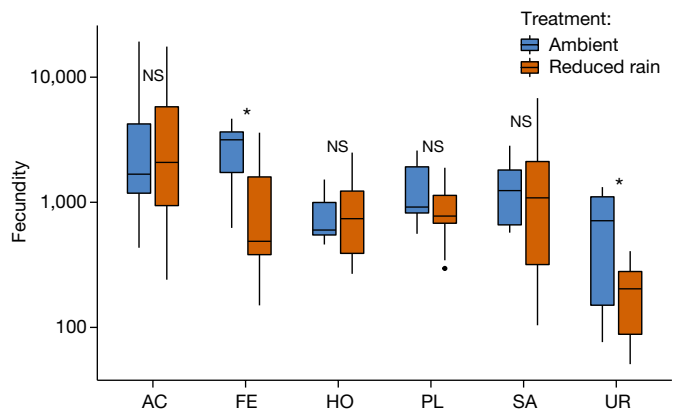 Treatment:
Ambient
Reduced rain
10,000
1,000
100
Fecundity
NS
*
NS
NS
NS
*
AC
FE
HO
PL
SA
UR